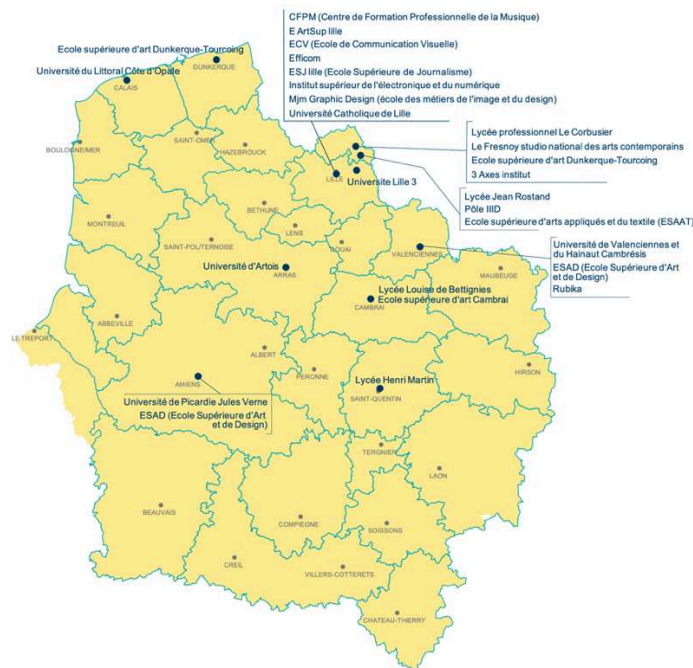 CFPM (Centre de Formation Professionelle de la Musique)
E ArtSup lille
ECV (Ecole de Communication Visuelle)
Efficom
ESJ lille (Ecole Supérieure de Journalisme)
Institut supérieur de l'électronique et du numérique
Mjm Graphic Design (école des métiers de l'image et du design)
Université Catholique de Lille
Ecole supérieure d'art Dunkerque-Tourcoing
DUNKERQUE
Université du Littoral Côte d'Opale
CALAIS
BOULOGNE/MER
SAINT-OMER
HAZEBROUCK
Lycée professionnel Le Corbusier
Le Fresnoy studio national des arts contemporains
Ecole supérieure d'art Dunkerque-Tourcoing
3 Axes institut
LILLE
Universite Lille 3
Lycée Jean Rostand
Pôle IIID
Ecole supérieure d'arts appliqués et du textile (ESAAT)
MONTREUIL
BETHUNE
LENS
SAINT-POL/TERNOISE
DOUAI
VALENCIENNES
Université de Valenciennes et
du Hainaut Cambrésis
ESAD (Ecole Supérieure d'Art
et de Design)
Rubika
MAUBEUGE
Université d'Artois
ARRAS
Lycée Louise de Bettignies
Ecole supérieure d'art Cambrai
CAMBRAI
ABBEVILLE
LE TREPORT
ALBERT
PERONNE
HIRSON
AMIENS
Lycée Henri Martin
SAINT-QUENTIN
Université de Picardie Jules Verne
ESAD (Ecole Supérieure d'Art
et de Design)
TERGNIER
LAON
BEAUVAIS
COMPIEGNE
SOISSONS
CREIL
VILLERS-COTTERETS
CHATEAU-THIERRY